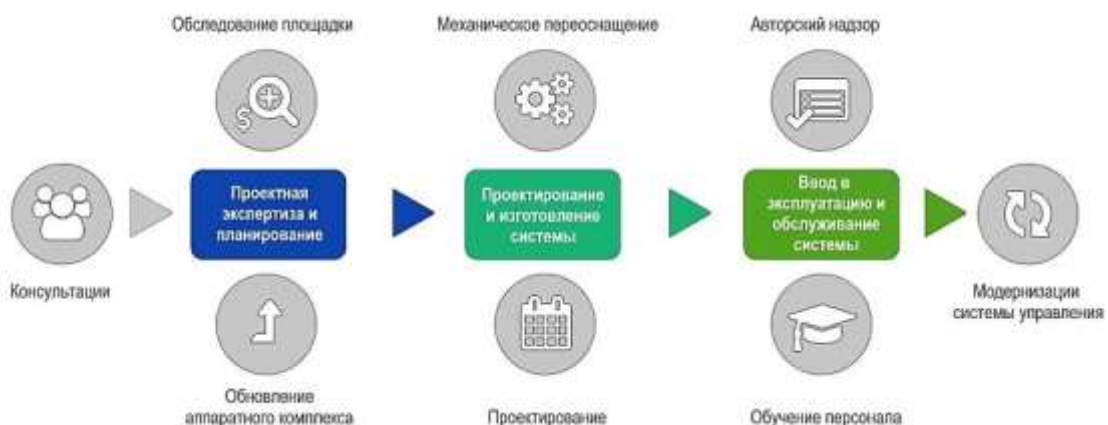 Обследование площадки
Механическое переоснащение
Авторский надзор
$
Проектная
экспертиза и
планирование
Проектирование
и изготовление
системы
Ввод в
эксплуатацию и
обслуживание
системы
Консультации
Модернизации
системы управления
Обновление
аппаратного комплекса
Проектирование
Обучение персонала